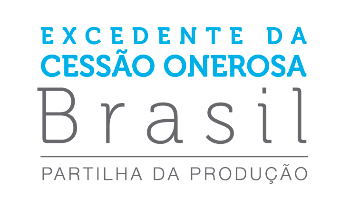 EXCEDENTE DA
CESSÃO ONEROSA
Brasil
PARTILHA DA PRODUÇÃO